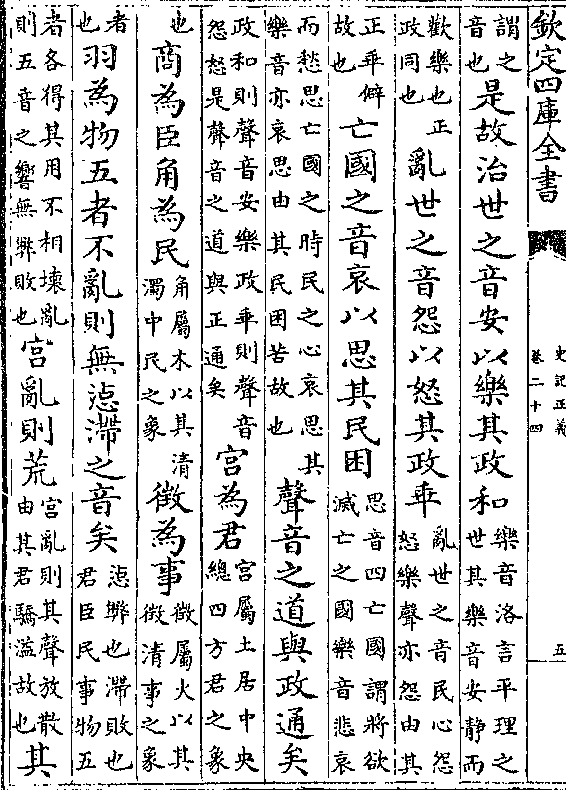 欽定四庫全書
史記正義
卷二十四
五
謂之音也是故治世之音安以樂其政和樂音洛言平理之世其樂音安静而
歡樂也正政同也亂世之音怨以怒其政乖亂世之音民心怨怒樂聲亦怨由其
正乖僻故也亡國之音哀以思其民困思音四亡國謂將欲滅亡之國樂音悲哀
而愁思亡國之時民之心哀思其樂音亦哀思由其民困苦故也聲音之道與政通矣
政和則聲音安樂政乖則聲音怨怒是聲音之道與正通矣宮為君宮屬土居中央總四方君之象
也商為臣角為民角屬木以其清濁中民之象徵為事徵屬火以其徵清事之象
者也羽為物五者不亂則無惉滯之音矣惉弊也滯敗也君臣民事物五
者各得其用不相壞亂則五音之響無弊敗也宮亂則荒宮亂則其聲放散由其君驕溢故也其